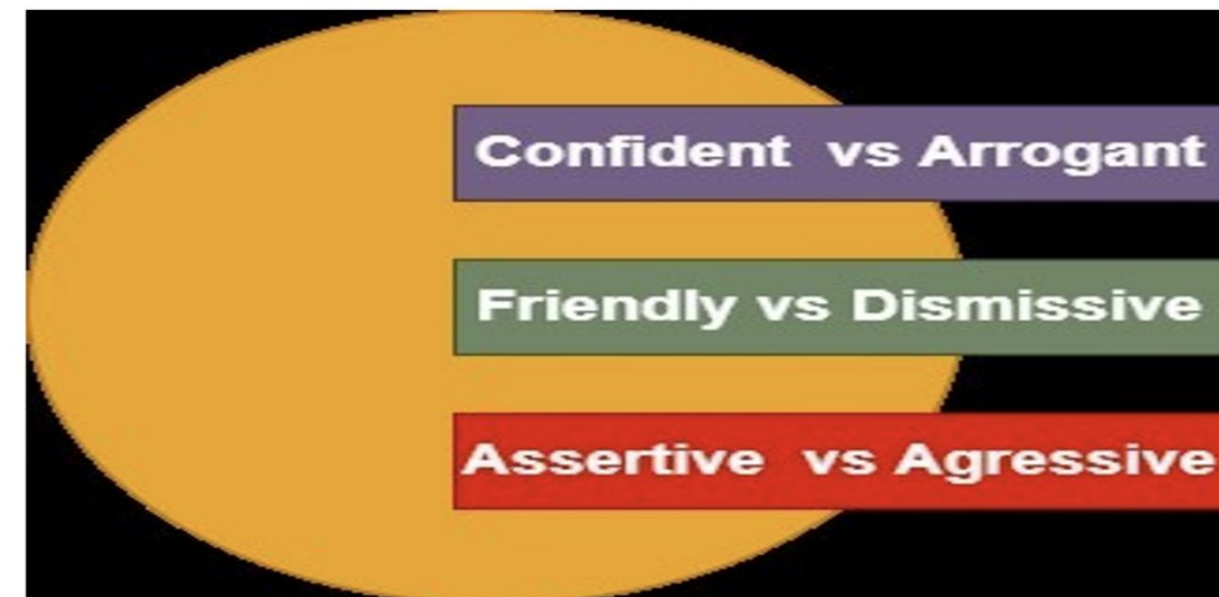 Confident vs Arrogant
Friendly vs Dismissive
Assertive vs Agressive